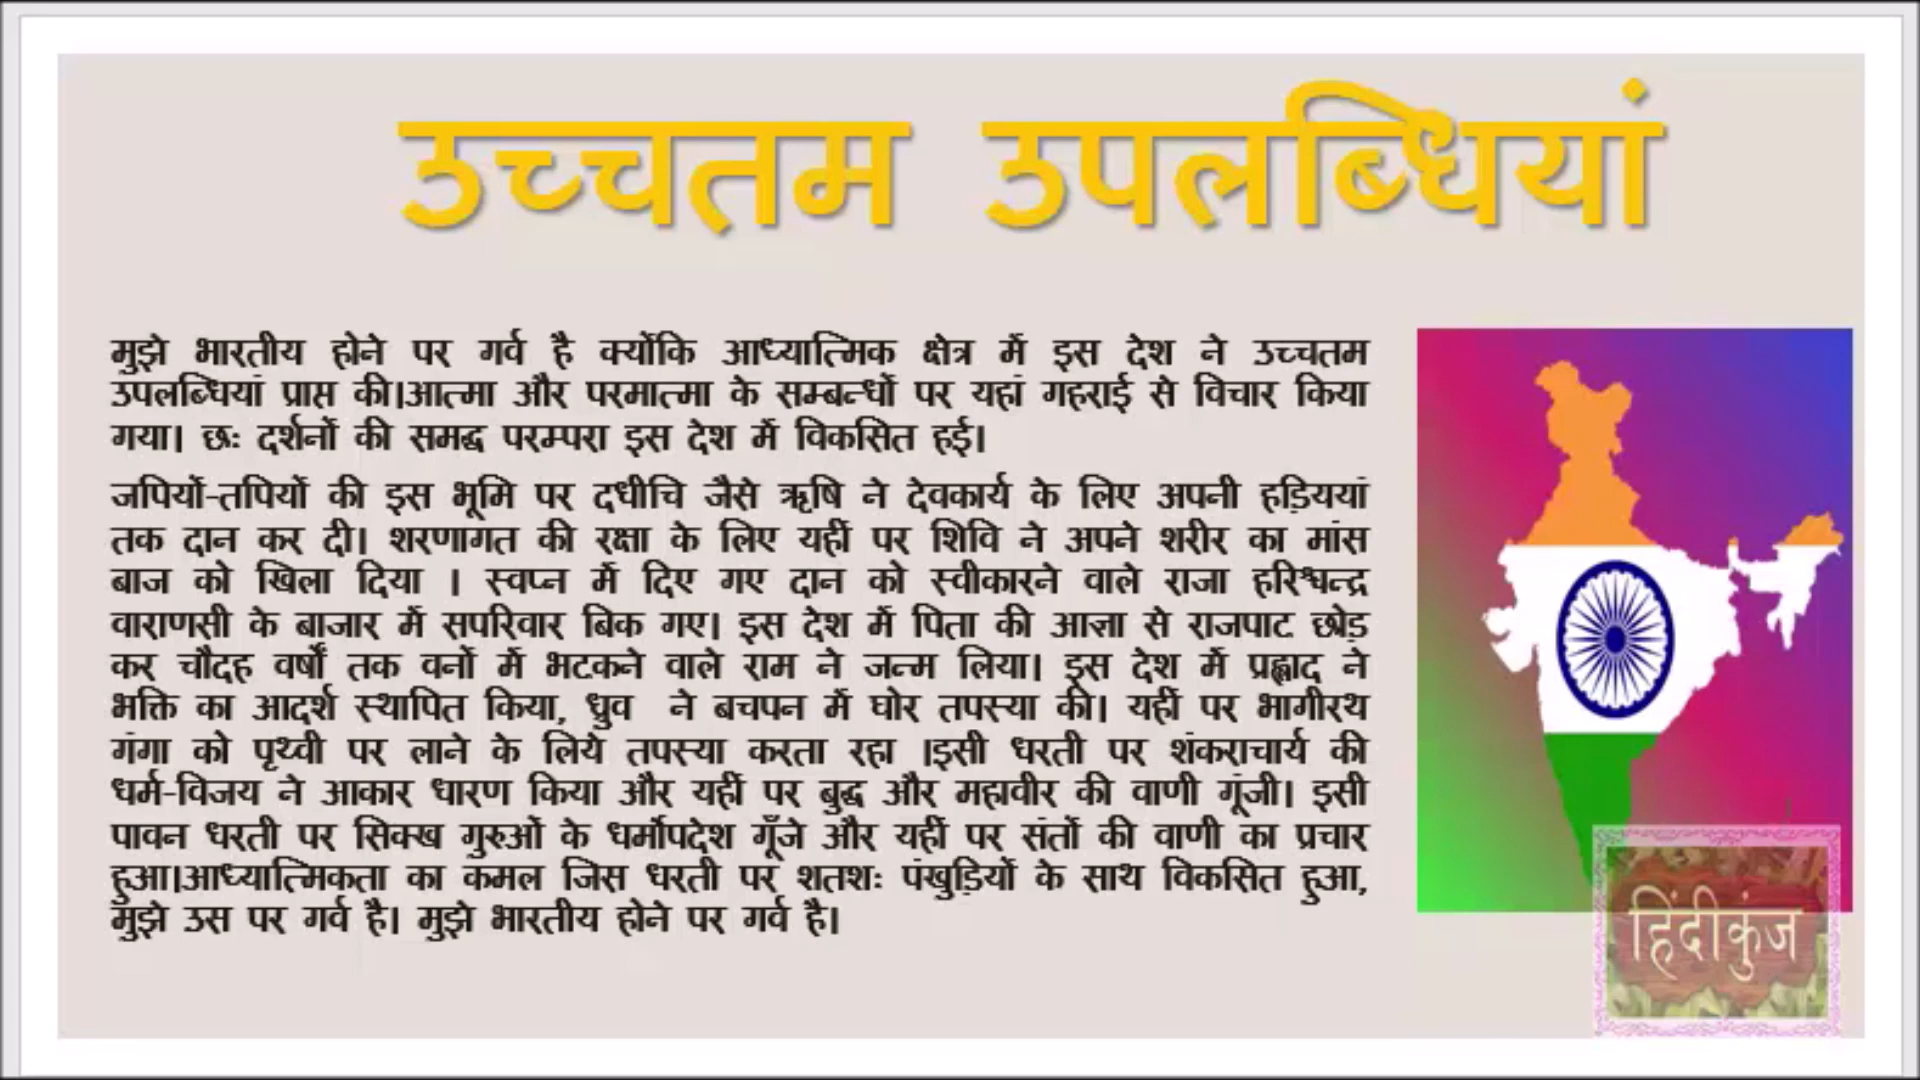 उच्चतम उपलब्धियां
मुझे भारतीय होने पर गर्व है क्योंकि आध्यात्मिक क्षेत्र में इस देश ने उच्चतम
उपलब्धियां प्राप्त की।आत्मा और परमात्मा के सम्बन्धों पर यहां गहराई से विचार किया
गया। छः दर्शनों की समद्ध परम्परा इस देश में विकसित हई।
जपियों-तपियों की इस भूमि पर दधीचि जैसे ऋषि ने देवकार्य के लिए अपनी हड़िययां
तक दान कर दी। शरणागत की रक्षा के लिए यहीं पर शिवि ने अपने शरीर का मांस
बाज को खिला दिया । स्वप्न में दिए गए दान को स्वीकारने वाले राजा हरिश्चन्द्र
वाराणसी के बाजार में सपरिवार बिक गए। इस देश में पिता की आज्ञा से राजपाट छोड़
कर चौदह वर्षों तक वनों में भटकने वाले राम ने जन्म लिया। इस देश में प्रह्लाद ने
भक्ति का आदर्श स्थापित किया, ध्रुव ने बचपन में घोर तपस्या की। यहीं पर भागीरथ
गंगा को पृथ्वी पर लाने के लिये तपस्या करता रहा ।इसी धरती पर शंकराचार्य की
धर्म-विजय ने आकार धारण किया और यहीं पर बुद्ध और महावीर की वाणी गूंजी। इसी
पावन धरती पर सिक्ख गुरुओं के धर्मोपदेश गूँजे और यहीं पर संतों की वाणी का प्रचार
हुआ।आध्यात्मिकता का कमल जिस धरती पर शतशः पंखुड़ियों के साथ विकसित हुआ,
मुझे उस पर गर्व है। मुझे भारतीय होने पर गर्व है।
हिंदीकुंज